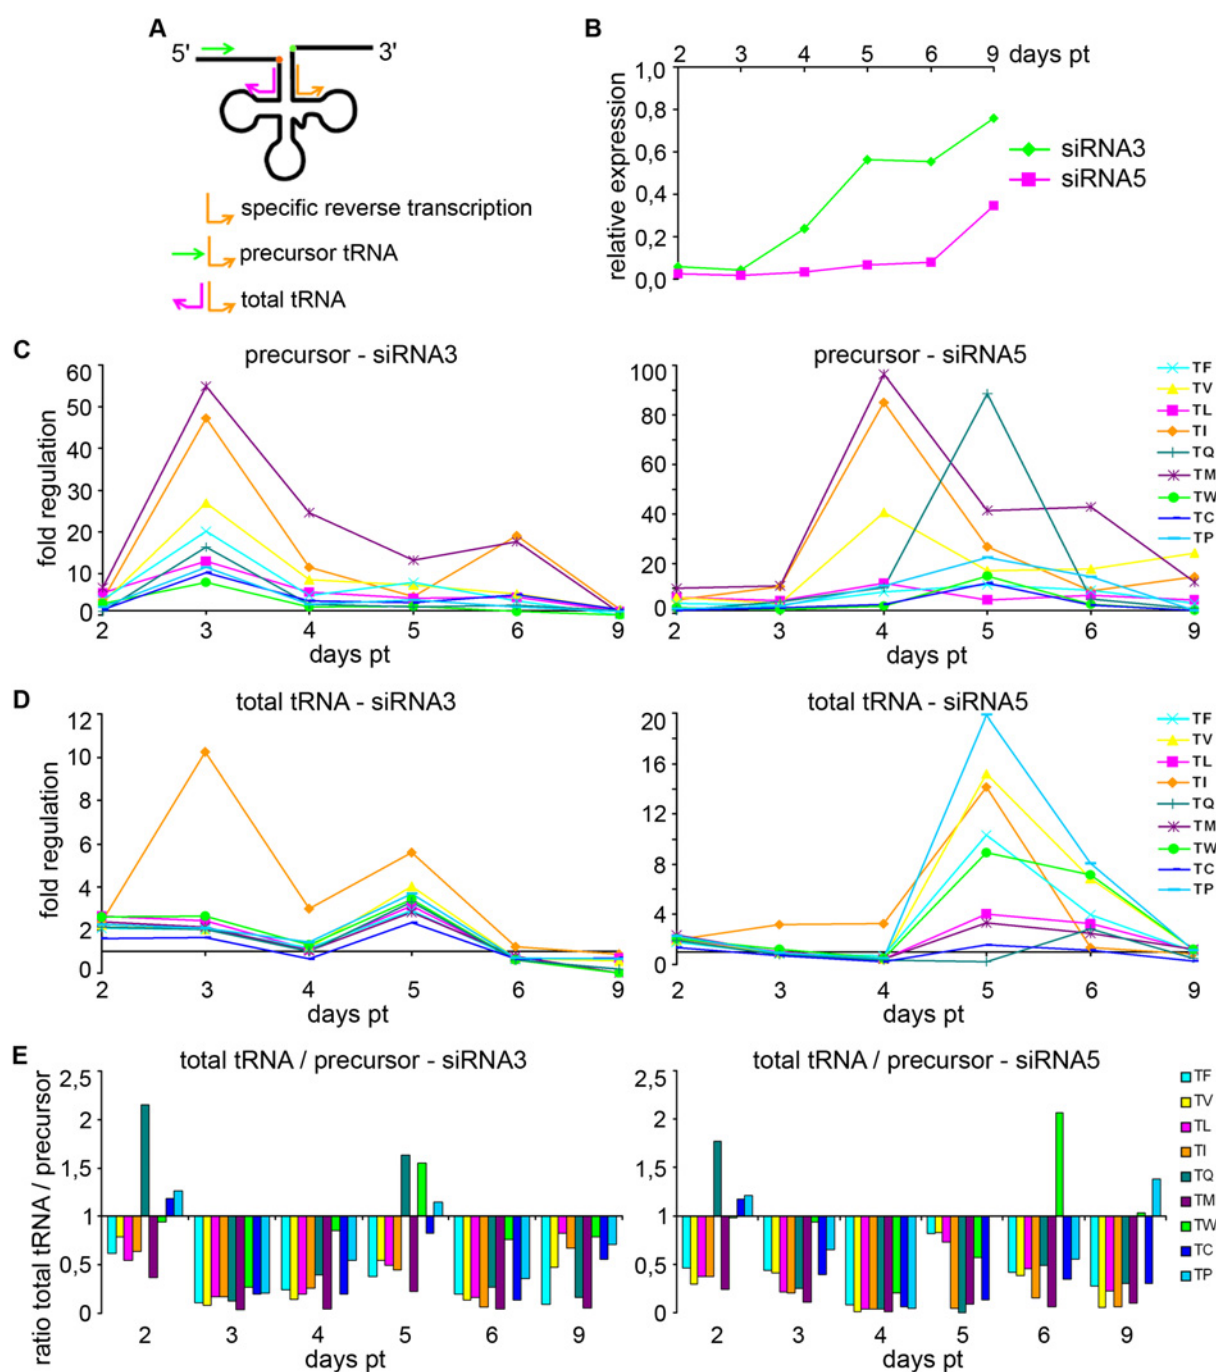 A
5' 3'
specific reverse transcription
precursor tRNA
total tRNA
B
2 3 4 5 6 9 days pt
relative expression
1,0
0,8
0,6
0,4
0,2
0,0
siRNA3
siRNA5
C
precursor - siRNA3
fold regulation
60
50
40
30
20
10
0
2 3 4 5 6 9
days pt
precursor - siRNA5
100
80
60
40
20
0
2 3 4 5 6 9
days pt
TF
TV
TL
TI
TQ
TM
TW
TC
TP
D
total tRNA - siRNA3
fold regulation
12
10
8
6
4
2
0
2 3 4 5 6 9
days pt
total tRNA - siRNA5
20
16
12
8
4
0
2 3 4 5 6 9
days pt
TF
TV
TL
TI
TQ
TM
TW
TC
TP
E
total tRNA / precursor - siRNA3
ratio total tRNA / precursor
2,5
2
1,5
1
0,5
0
2 3 4 5 6 9
days pt
total tRNA / precursor - siRNA5
2,5
2
1,5
1
0,5
0
2 3 4 5 6 9
days pt
TF
TV
TL
TI
TQ
TM
TW
TC
TP